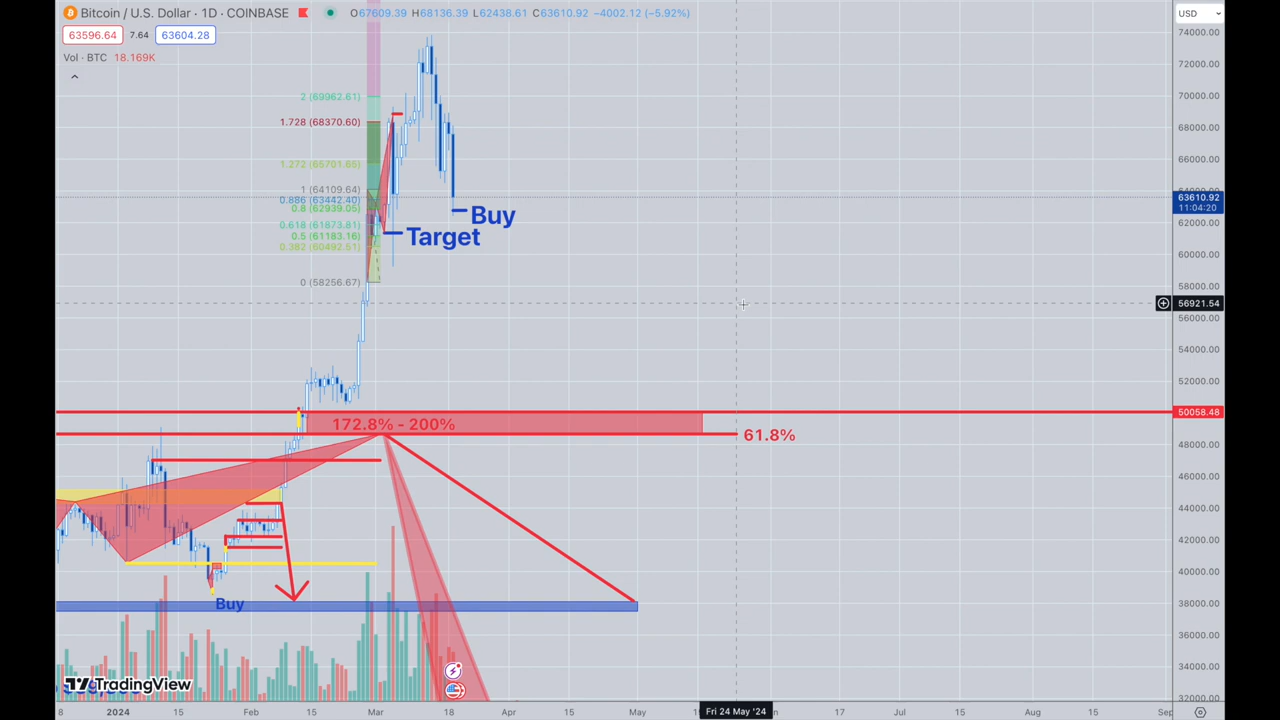 Bitcoin / U.S. Dollar · 1D · COINBASE O67609.39 H68136.39 L62438.61 C63610.92 −4002.12 (−5.92%) USD
63596.64 7.64 63604.28
Vol · BTC 18.169K
74000.00
72000.00
2 (69962.61) 70000.00
1.728 (68370.60) 68000.00
1.272 (65701.65) 66000.00
1 (64109.64)
0.886 (63442.40) 63610.92
11:04:20
0.8 (62939.05) Buy
0.618 (61873.81) 62000.00
0.5 (61183.16) Target
0.382 (60492.51) 60000.00
0 (58256.67) 58000.00
56921.54
56000.00
54000.00
52000.00
50058.48
172.8% - 200%
61.8%
48000.00
46000.00
44000.00
42000.00
40000.00
Buy 38000.00
36000.00
34000.00
TradingView
32000.00
8 2024 15 Feb 15 Mar 18 Apr 15 May Fri 24 May '24 17 Jul 15 Aug 15 Sep